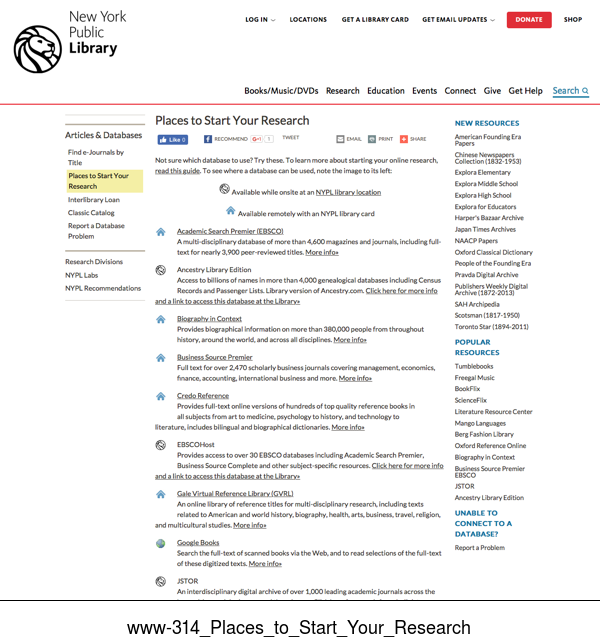 New York
Public
Library
LOG IN
LOCATIONS
GET A LIBRARY CARD
GET EMAIL UPDATES
DONATE
SHOP
Books/Music/DVDs Research Education Events Connect Give Get Help Search
Articles & Databases
Find e-Journals by
Title
Places to Start Your
Research
Interlibrary Loan
Classic Catalog
Report a Database
Problem
Research Divisions
NYPL Labs
NYPL Recommendations
Places to Start Your Research
Like 0
RECOMMEND
G+1
1
TWEET
EMAIL
PRINT
SHARE
Not sure which database to use? Try these. To learn more about starting your online research,
read this guide. To see where a database can be used, note the image to its left:
Available while onsite at an NYPL library location
Available remotely with an NYPL library card
Academic Search Premier (EBSCO)
A multi-disciplinary database of more than 4,600 magazines and journals, including full-
text for nearly 3,900 peer-reviewed titles. More info»
Ancestry Library Edition
Access to billions of names in more than 4,000 genealogical databases including Census
Records and Passenger Lists. Library version of Ancestry.com. Click here for more info
and a link to access this database at the Library»
Biography in Context
Provides biographical information on more than 380,000 people from throughout
history, around the world, and across all disciplines. More info»
Business Source Premier
Full text for over 2,470 scholarly business journals covering management, economics,
finance, accounting, international business and more. More info»
Credo Reference
Provides full-text online versions of hundreds of top quality reference books in
all subjects from art to medicine, psychology to history, and technology to
literature, includes bilingual and biographical dictionaries. More info»
EBSCOHost
Provides access to over 30 EBSCO databases including Academic Search Premier,
Business Source Complete and other subject-specific resources. Click here for more info
and a link to access this database at the Library»
Gale Virtual Reference Library (GVRL)
An online library of reference titles for multi-disciplinary research, including texts
related to American and world history, biography, health, arts, business, travel, religion,
and multicultural studies. More info»
Google Books
Search the full-text of scanned books via the Web, and to read selections of the full-text
of these digitized texts. More info»
JSTOR
An interdisciplinary digital archive of over 1,000 leading academic journals across the
NEW RESOURCES
American Founding Era
Papers
Chinese Newspapers
Collection (1832-1953)
Explora Elementary
Explora Middle School
Explora High School
Explora for Educators
Harper's Bazaar Archive
Japan Times Archives
NAACP Papers
Oxford Classical Dictionary
People of the Founding Era
Pravda Digital Archive
Publishers Weekly Digital
Archive (1872-2013)
SAH Archipedia
Scotsman (1817-1950)
Toronto Star (1894-2011)
POPULAR
RESOURCES
Tumblebooks
Freegal Music
BookFlix
ScienceFlix
Literature Resource Center
Mango Languages
Berg Fashion Library
Oxford Reference Online
Biography in Context
Business Source Premier
EBSCO
JSTOR
Ancestry Library Edition
UNABLE TO
CONNECT TO A
DATABASE?
Report a Problem
www-314_Places_to_Start_Your_Research